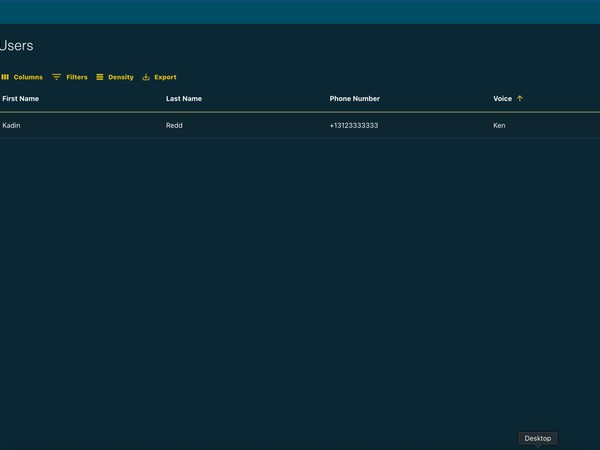 Users
Columns Filters Density Export
First Name Last Name Phone Number Voice
Kadin Redd +13123333333 Ken
Desktop